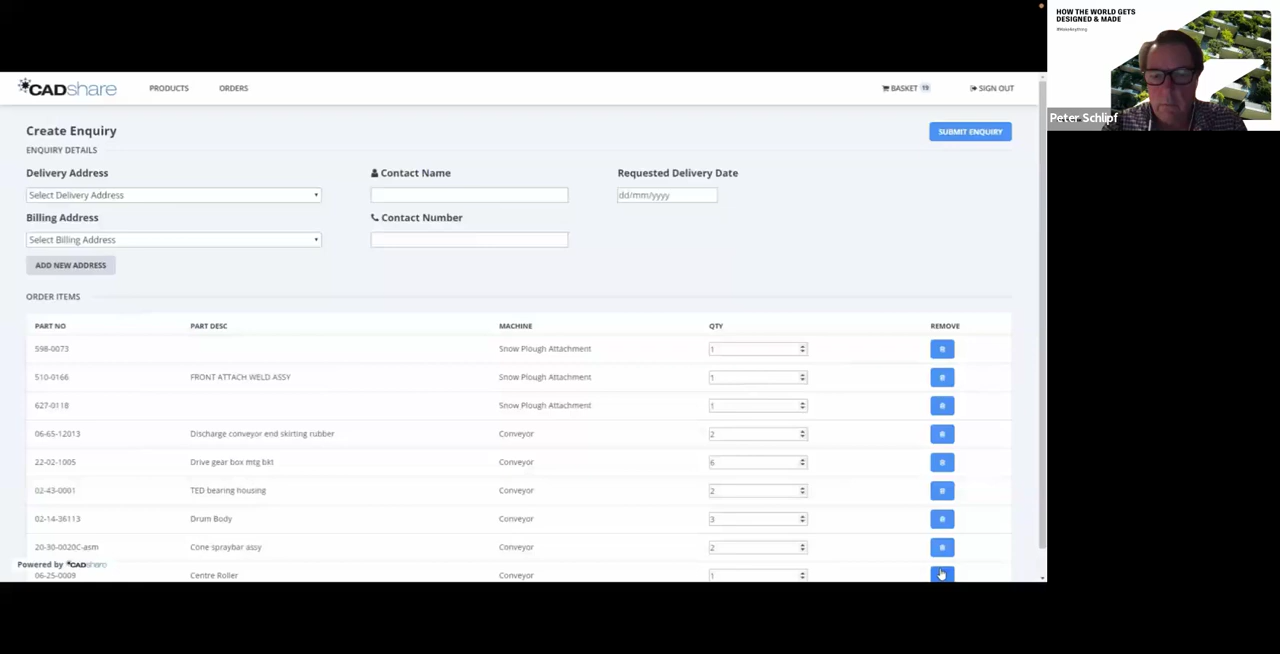 HOW THE WORLD GETS
DESIGNED & MADE
#MakeAnything
Peter Schlipf
CADshare
PRODUCTS
ORDERS
BASKET 19
SIGN OUT
Create Enquiry
SUBMIT ENQUIRY
ENQUIRY DETAILS
Delivery Address
Contact Name
Requested Delivery Date
Select Delivery Address
dd/mm/yyyy
Billing Address
Contact Number
Select Billing Address
ADD NEW ADDRESS
ORDER ITEMS
PART NO PART DESC MACHINE QTY REMOVE
598-0073 Snow Plough Attachment 1
510-0166 FRONT ATTACH WELD ASSY Snow Plough Attachment 1
627-0118 Snow Plough Attachment 1
06-65-12013 Discharge conveyor end skirting rubber Conveyor 2
22-02-1005 Drive gear box mtg bkt Conveyor 6
02-43-0001 TED bearing housing Conveyor 2
02-14-36113 Drum Body Conveyor 3
20-30-0020C-asm Cone spraybar assy Conveyor 2
Powered by CADshare
06-25-0009 Centre Roller Conveyor 1